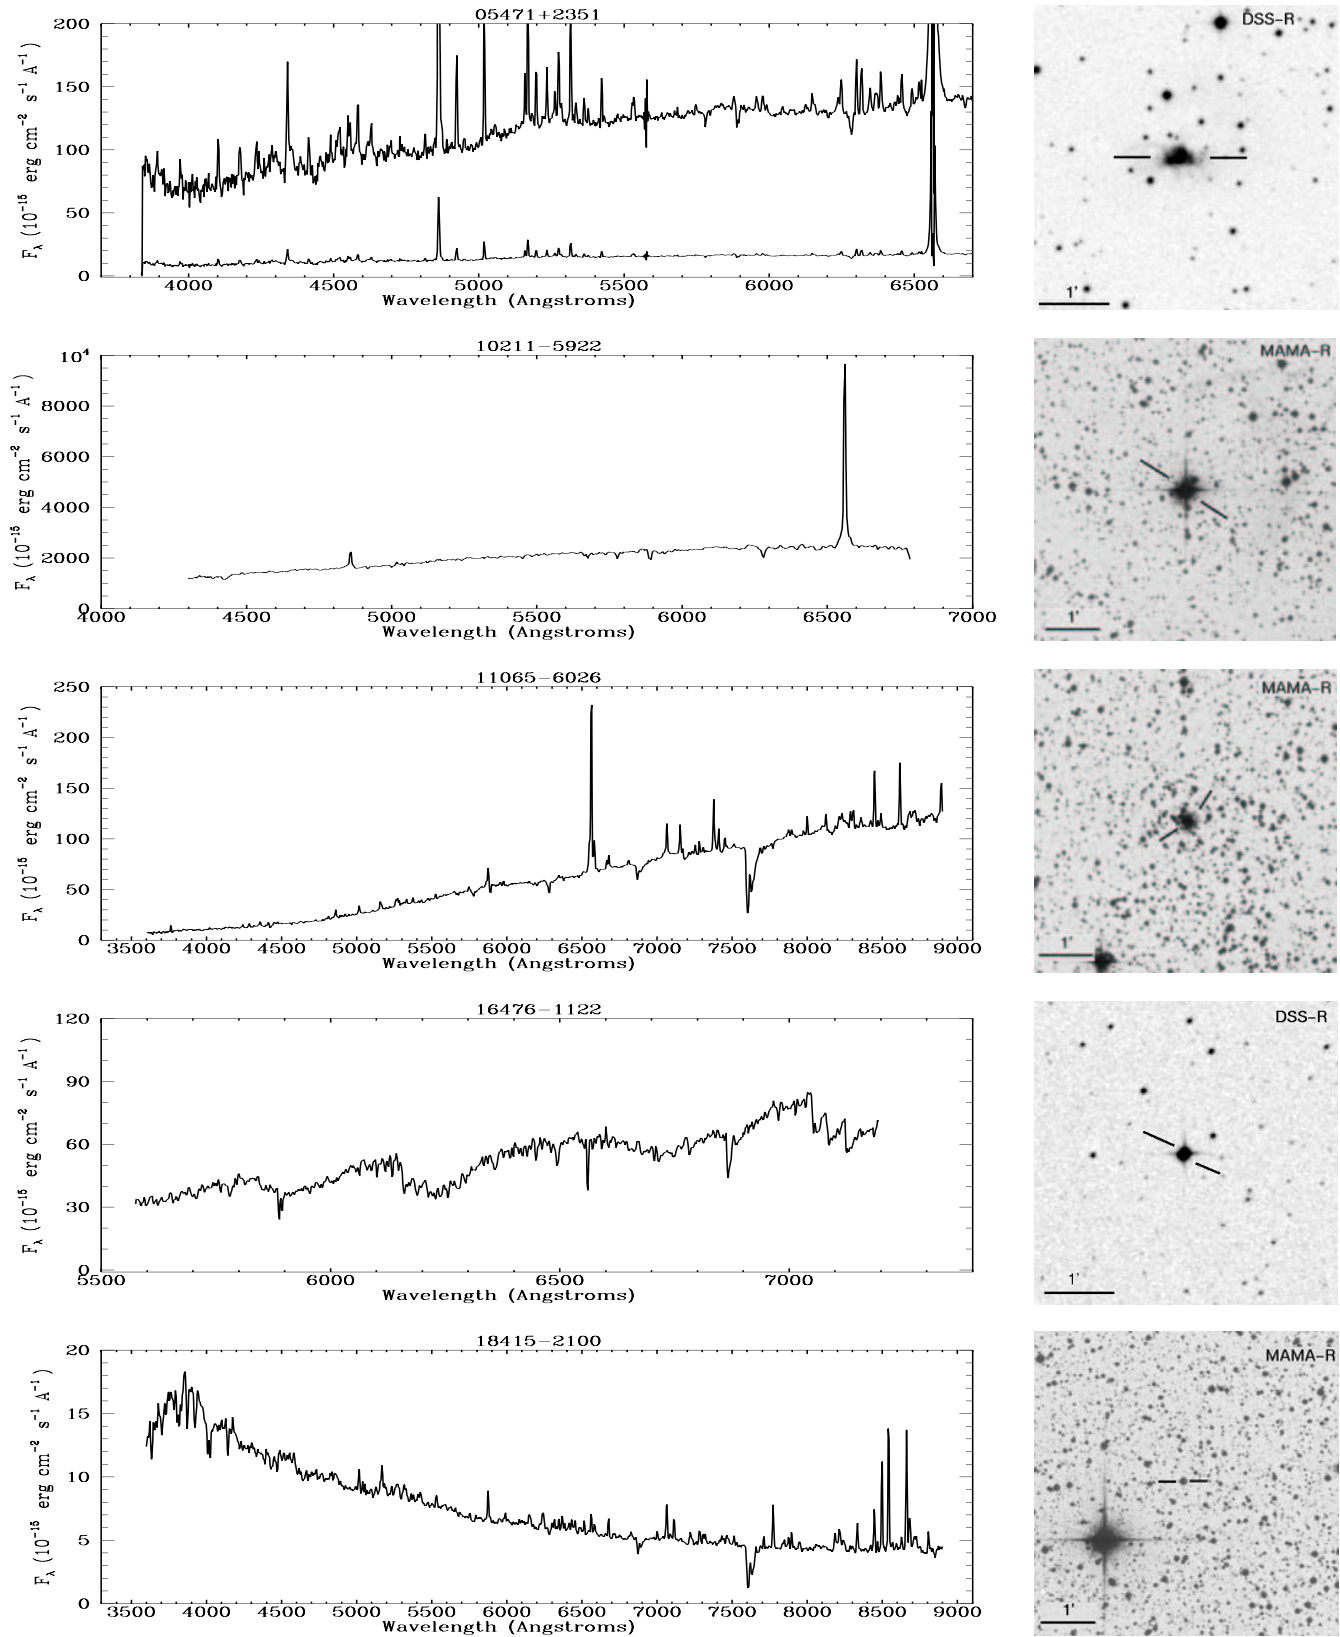 05471+2351
DSS-R
200
150
100
50
0
F_λ (10⁻¹⁵ erg cm⁻² s⁻¹ A⁻¹)
4000 4500 5000 5500 6000 6500
Wavelength (Angstroms)
1'
10211-5922
MAMA-R
10⁴
8000
6000
4000
2000
0
F_λ (10⁻¹⁵ erg cm⁻² s⁻¹ A⁻¹)
4000 4500 5000 5500 6000 6500 7000
Wavelength (Angstroms)
1'
11065-6026
MAMA-R
250
200
150
100
50
0
F_λ (10⁻¹⁵ erg cm⁻² s⁻¹ A⁻¹)
3500 4000 4500 5000 5500 6000 6500 7000 7500 8000 8500 9000
Wavelength (Angstroms)
1'
16476-1122
DSS-R
120
90
60
30
0
F_λ (10⁻¹⁵ erg cm⁻² s⁻¹ A⁻¹)
5500 6000 6500 7000
Wavelength (Angstroms)
1'
18415-2100
MAMA-R
20
15
10
5
0
F_λ (10⁻¹⁵ erg cm⁻² s⁻¹ A⁻¹)
3500 4000 4500 5000 5500 6000 6500 7000 7500 8000 8500 9000
Wavelength (Angstroms)
1'